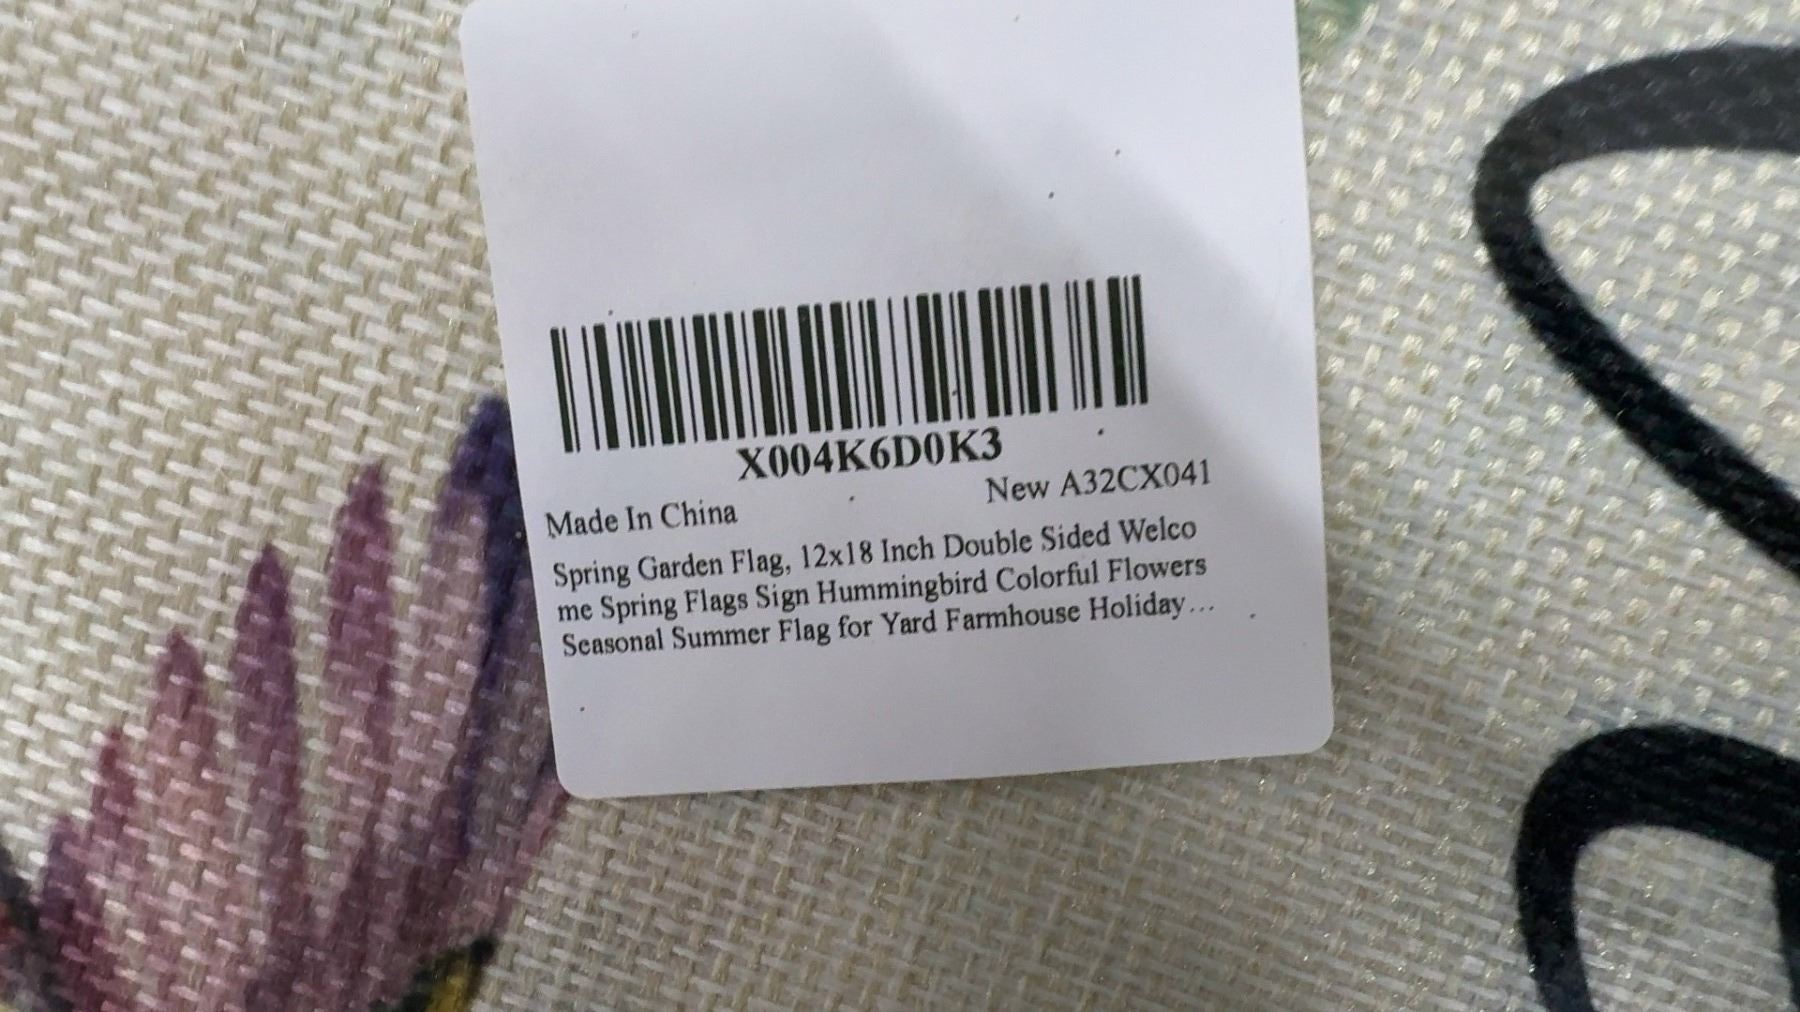 X004K6D0K3
New A32CX041
Made In China
Spring Garden Flag, 12x18 Inch Double Sided Welco
me Spring Flags Sign Hummingbird Colorful Flowers
Seasonal Summer Flag for Yard Farmhouse Holiday...